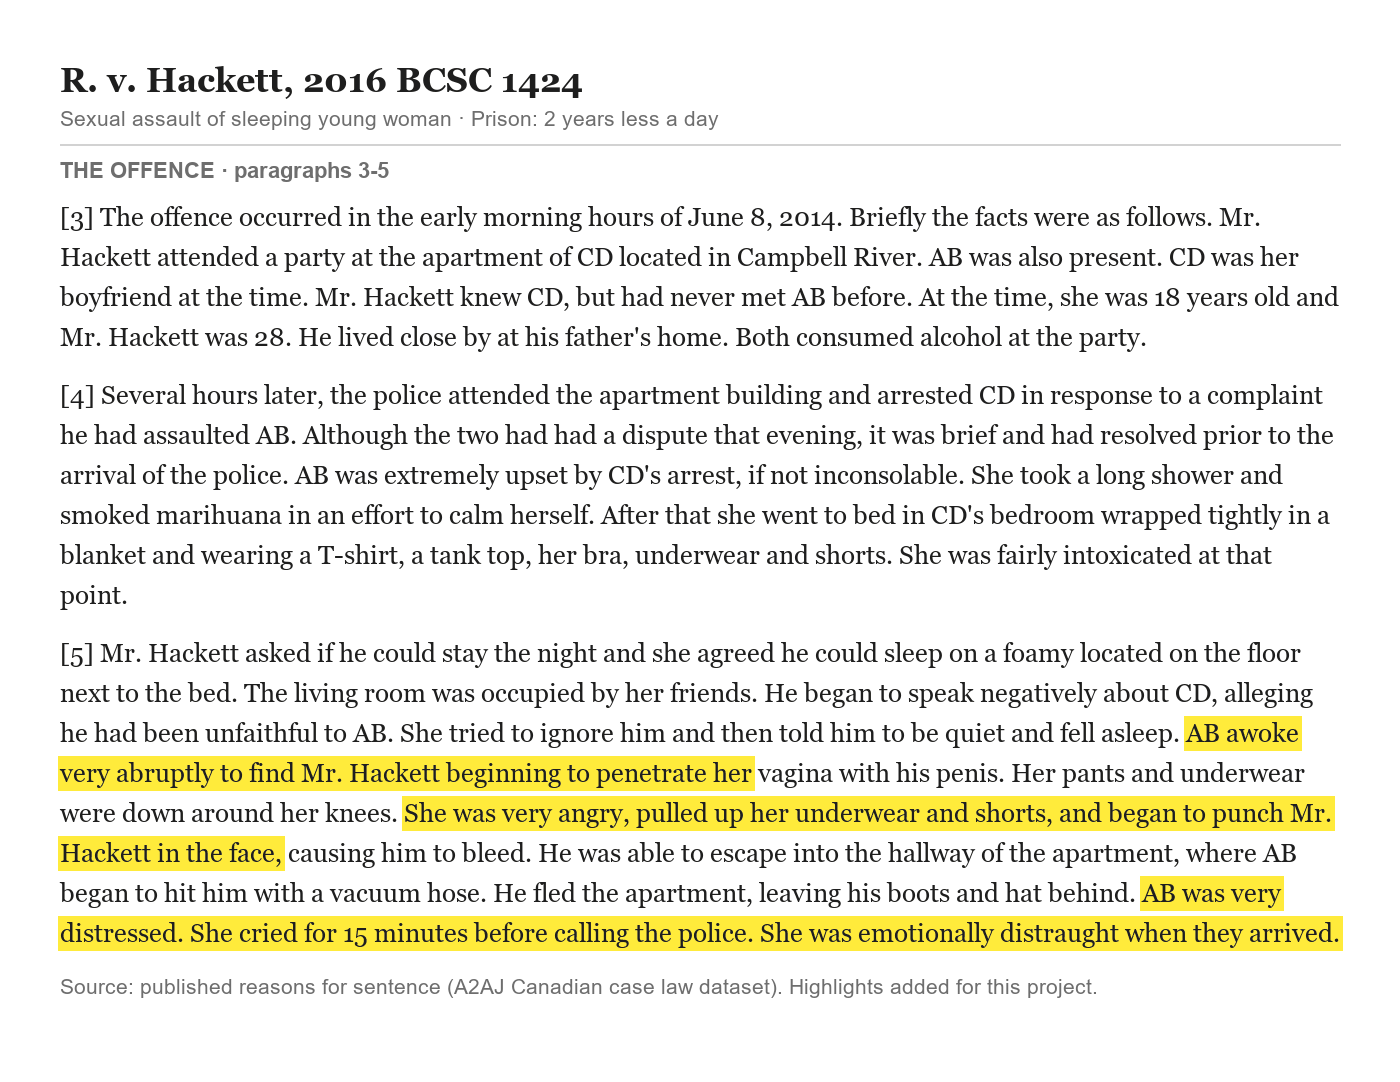 R. v. Hackett, 2016 BCSC 1424
Sexual assault of sleeping young woman · Prison: 2 years less a day
THE OFFENCE · paragraphs 3-5
[3] The offence occurred in the early morning hours of June 8, 2014. Briefly the facts were as follows. Mr.
Hackett attended a party at the apartment of CD located in Campbell River. AB was also present. CD was her
boyfriend at the time. Mr. Hackett knew CD, but had never met AB before. At the time, she was 18 years old and
Mr. Hackett was 28. He lived close by at his father's home. Both consumed alcohol at the party.
[4] Several hours later, the police attended the apartment building and arrested CD in response to a complaint
he had assaulted AB. Although the two had had a dispute that evening, it was brief and had resolved prior to the
arrival of the police. AB was extremely upset by CD's arrest, if not inconsolable. She took a long shower and
smoked marihuana in an effort to calm herself. After that she went to bed in CD's bedroom wrapped tightly in a
blanket and wearing a T-shirt, a tank top, her bra, underwear and shorts. She was fairly intoxicated at that
point.
[5] Mr. Hackett asked if he could stay the night and she agreed he could sleep on a foamy located on the floor
next to the bed. The living room was occupied by her friends. He began to speak negatively about CD, alleging
he had been unfaithful to AB. She tried to ignore him and then told him to be quiet and fell asleep. AB awoke
very abruptly to find Mr. Hackett beginning to penetrate her vagina with his penis. Her pants and underwear
were down around her knees. She was very angry, pulled up her underwear and shorts, and began to punch Mr.
Hackett in the face, causing him to bleed. He was able to escape into the hallway of the apartment, where AB
began to hit him with a vacuum hose. He fled the apartment, leaving his boots and hat behind. AB was very
distressed. She cried for 15 minutes before calling the police. She was emotionally distraught when they arrived.
Source: published reasons for sentence (A2AJ Canadian case law dataset). Highlights added for this project.